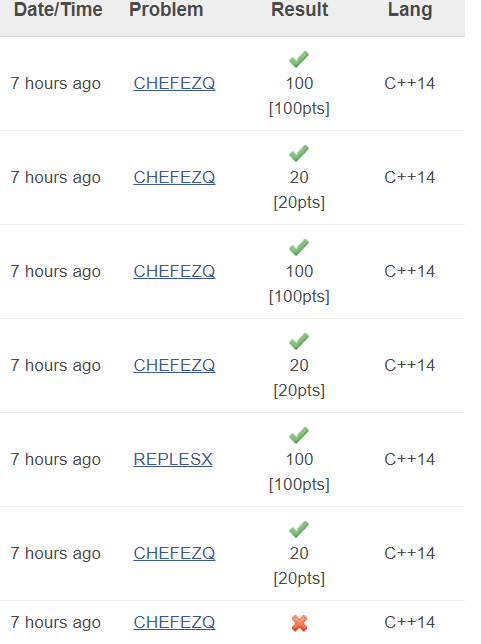 Date/Time Problem Result Lang
7 hours ago CHEFEZQ 100 [100pts] C++14
7 hours ago CHEFEZQ 20 [20pts] C++14
7 hours ago CHEFEZQ 100 [100pts] C++14
7 hours ago CHEFEZQ 20 [20pts] C++14
7 hours ago REPLESX 100 [100pts] C++14
7 hours ago CHEFEZQ 20 [20pts] C++14
7 hours ago CHEFEZQ C++14